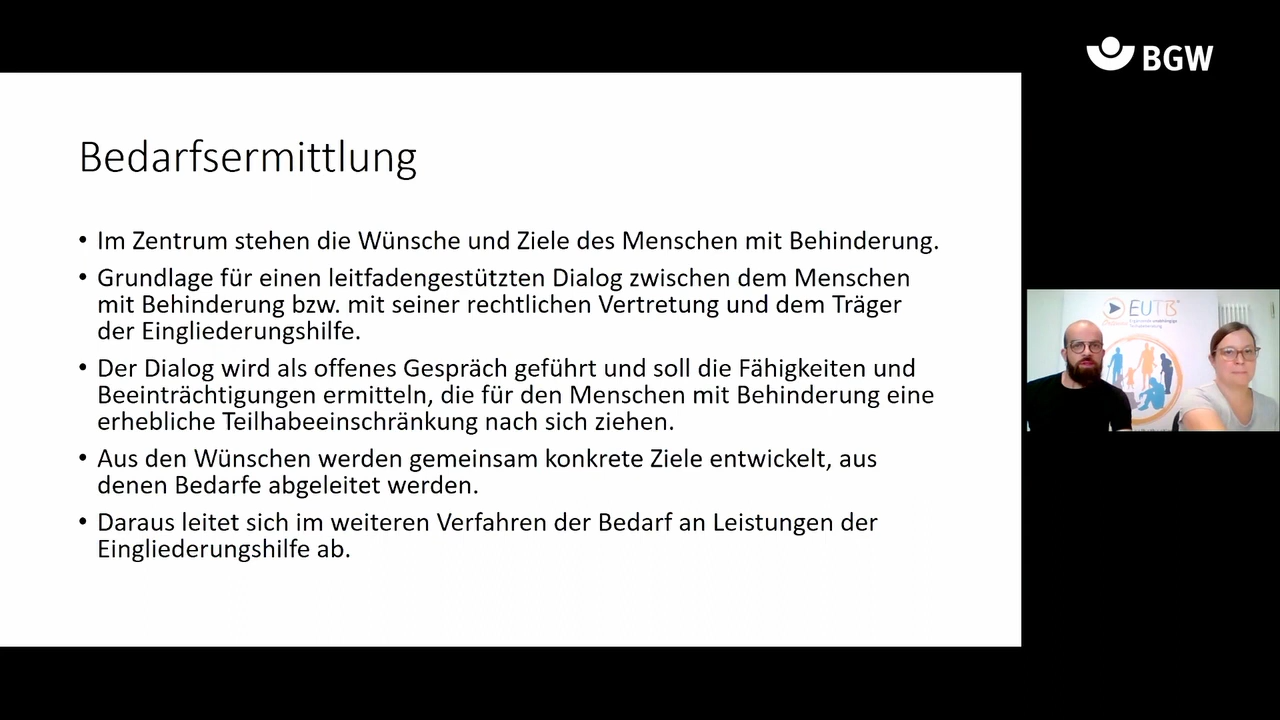 BGW
Bedarfsermittlung
• Im Zentrum stehen die Wünsche und Ziele des Menschen mit Behinderung.
• Grundlage für einen leitfadengestützten Dialog zwischen dem Menschen
mit Behinderung bzw. mit seiner rechtlichen Vertretung und dem Träger
der Eingliederungshilfe.
• Der Dialog wird als offenes Gespräch geführt und soll die Fähigkeiten und
Beeinträchtigungen ermitteln, die für den Menschen mit Behinderung eine
erhebliche Teilhabeeinschränkung nach sich ziehen.
• Aus den Wünschen werden gemeinsam konkrete Ziele entwickelt, aus
denen Bedarfe abgeleitet werden.
• Daraus leitet sich im weiteren Verfahren der Bedarf an Leistungen der
Eingliederungshilfe ab.
EUTB